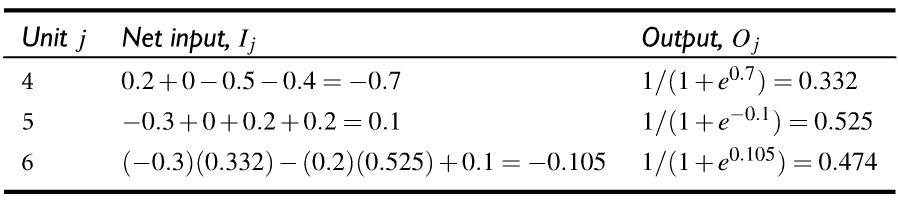 Unit j Net input, I_j Output, O_j
4 0.2 + 0 − 0.5 − 0.4 = −0.7 1/(1 + e^{0.7}) = 0.332
5 −0.3 + 0 + 0.2 + 0.2 = 0.1 1/(1 + e^{−0.1}) = 0.525
6 (−0.3)(0.332) − (0.2)(0.525) + 0.1 = −0.105 1/(1 + e^{0.105}) = 0.474